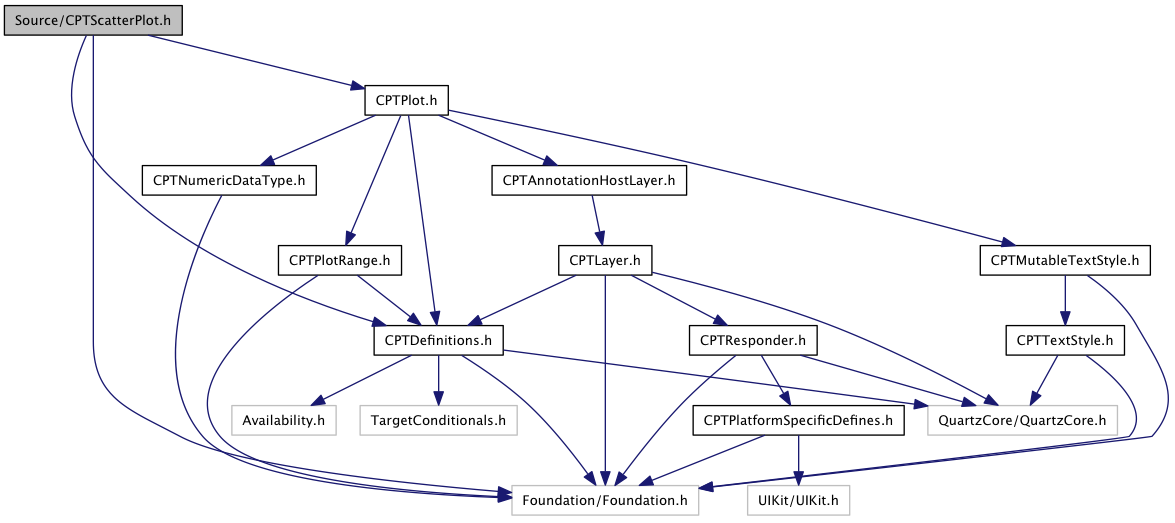 Source/CPTScatterPlot.h
CPTPlot.h
CPTNumericDataType.h
CPTAnnotationHostLayer.h
CPTPlotRange.h
CPTLayer.h
CPTMutableTextStyle.h
CPTDefinitions.h
CPTResponder.h
CPTTextStyle.h
Availability.h
TargetConditionals.h
CPTPlatformSpecificDefines.h
QuartzCore/QuartzCore.h
Foundation/Foundation.h
UIKit/UIKit.h